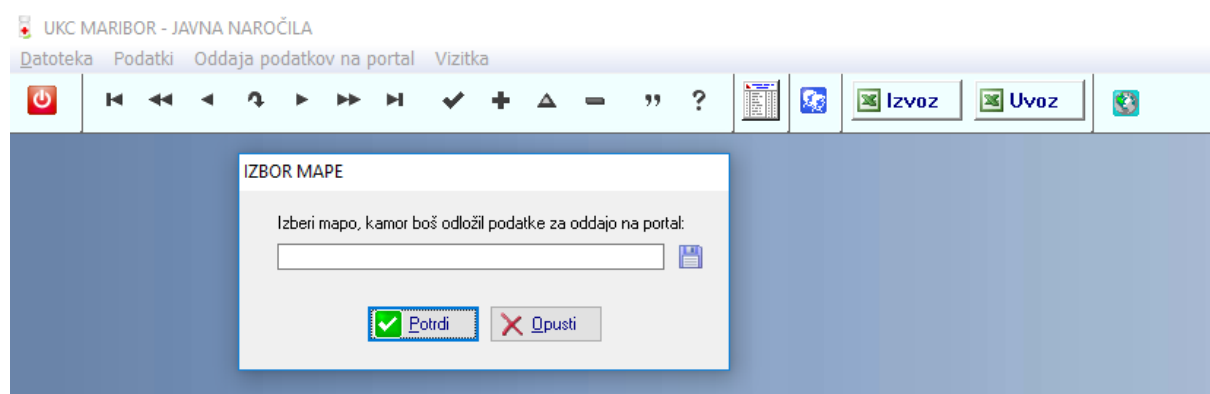 UKC MARIBOR - JAVNA NAROČILA
Datoteka Podatki Oddaja podatkov na portal Vizitka
? Izvoz Uvoz
IZBOR MAPE
Izberi mapo, kamor boš odložil podatke za oddajo na portal:
Potrdi Opusti